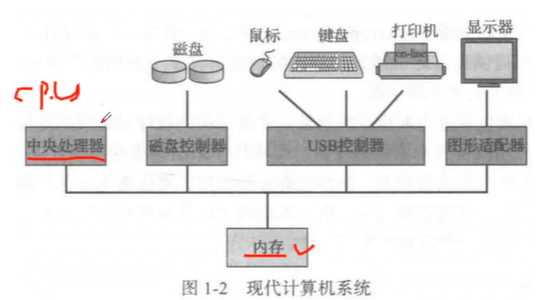 磁盘
鼠标
键盘
打印机
on-line
显示器
CPU
中央处理器
磁盘控制器
USB控制器
图形适配器
内存
图 1-2 现代计算机系统